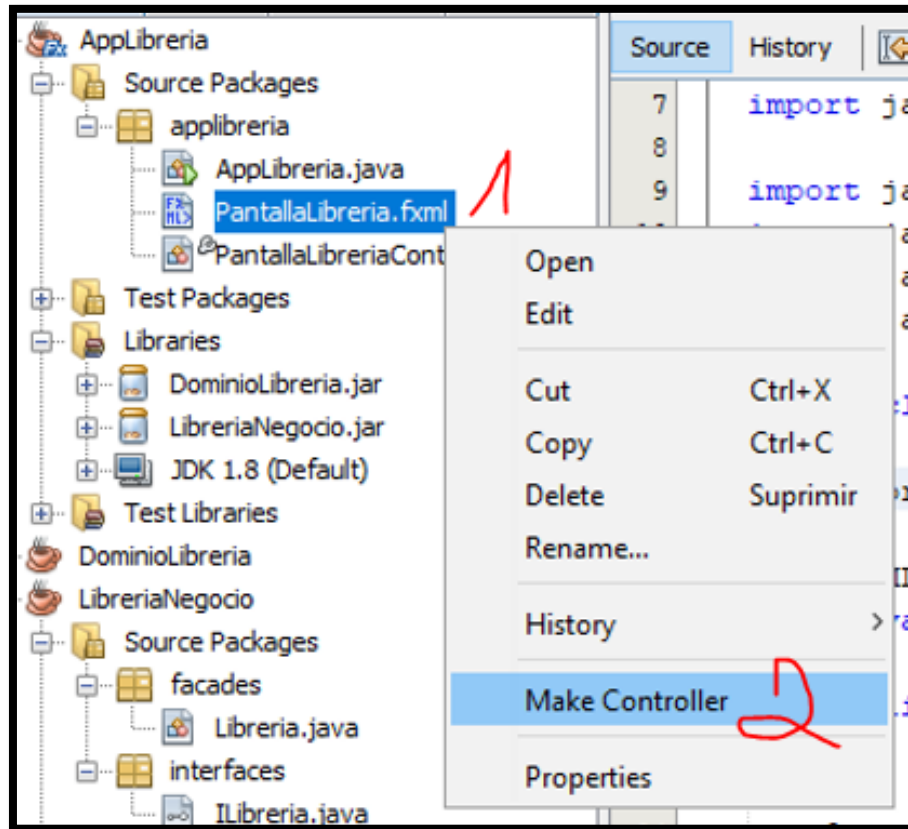 AppLibreria
Source Packages
applibreria
AppLibreria.java
PantallaLibreria.fxml
PantallaLibreriaCont
Test Packages
Libraries
DominioLibreria.jar
LibreriaNegocio.jar
JDK 1.8 (Default)
Test Libraries
DominioLibreria
LibreriaNegocio
Source Packages
facades
Libreria.java
interfaces
ILibreria.java
1
Source History
7 import ja
8
9 import ja
Open
Edit
Cut Ctrl+X
Copy Ctrl+C
Delete Suprimir
Rename...
History >
Make Controller 2
Properties